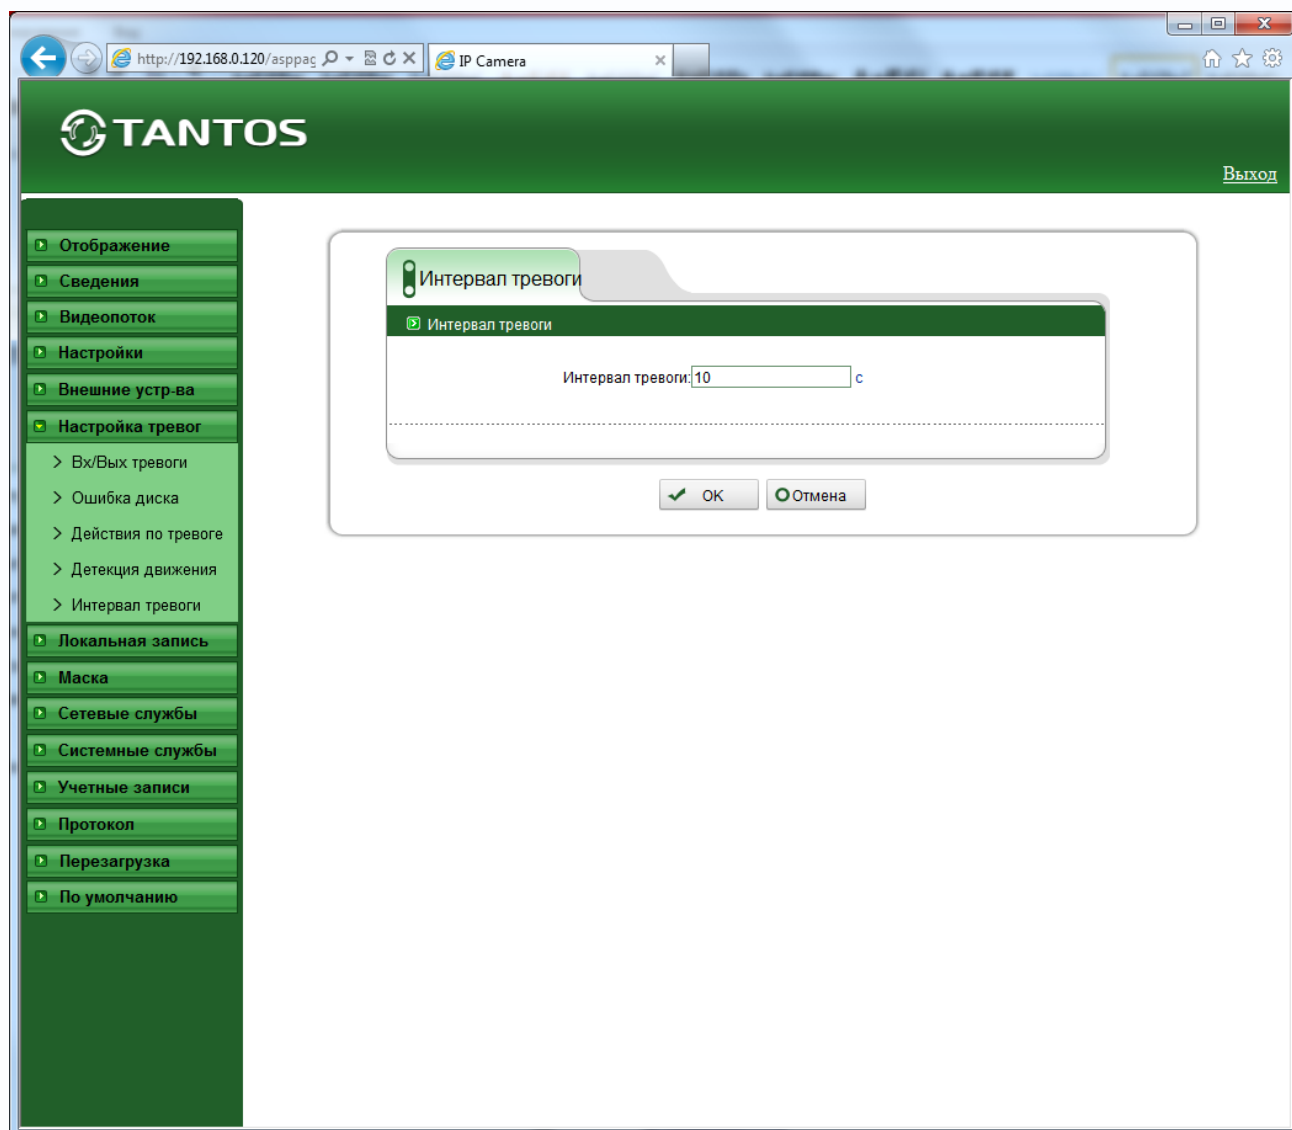 http://192.168.0.120/asppag
IP Camera
TANTOS
Выход
Отображение
Сведения
Видеопоток
Настройки
Внешние устр-ва
Настройка тревог
Вх/Вых тревоги
Ошибка диска
Действия по тревоге
Детекция движения
Интервал тревоги
Локальная запись
Маска
Сетевые службы
Системные службы
Учетные записи
Протокол
Перезагрузка
По умолчанию
Интервал тревоги
Интервал тревоги
Интервал тревоги: 10 с
OK Отмена